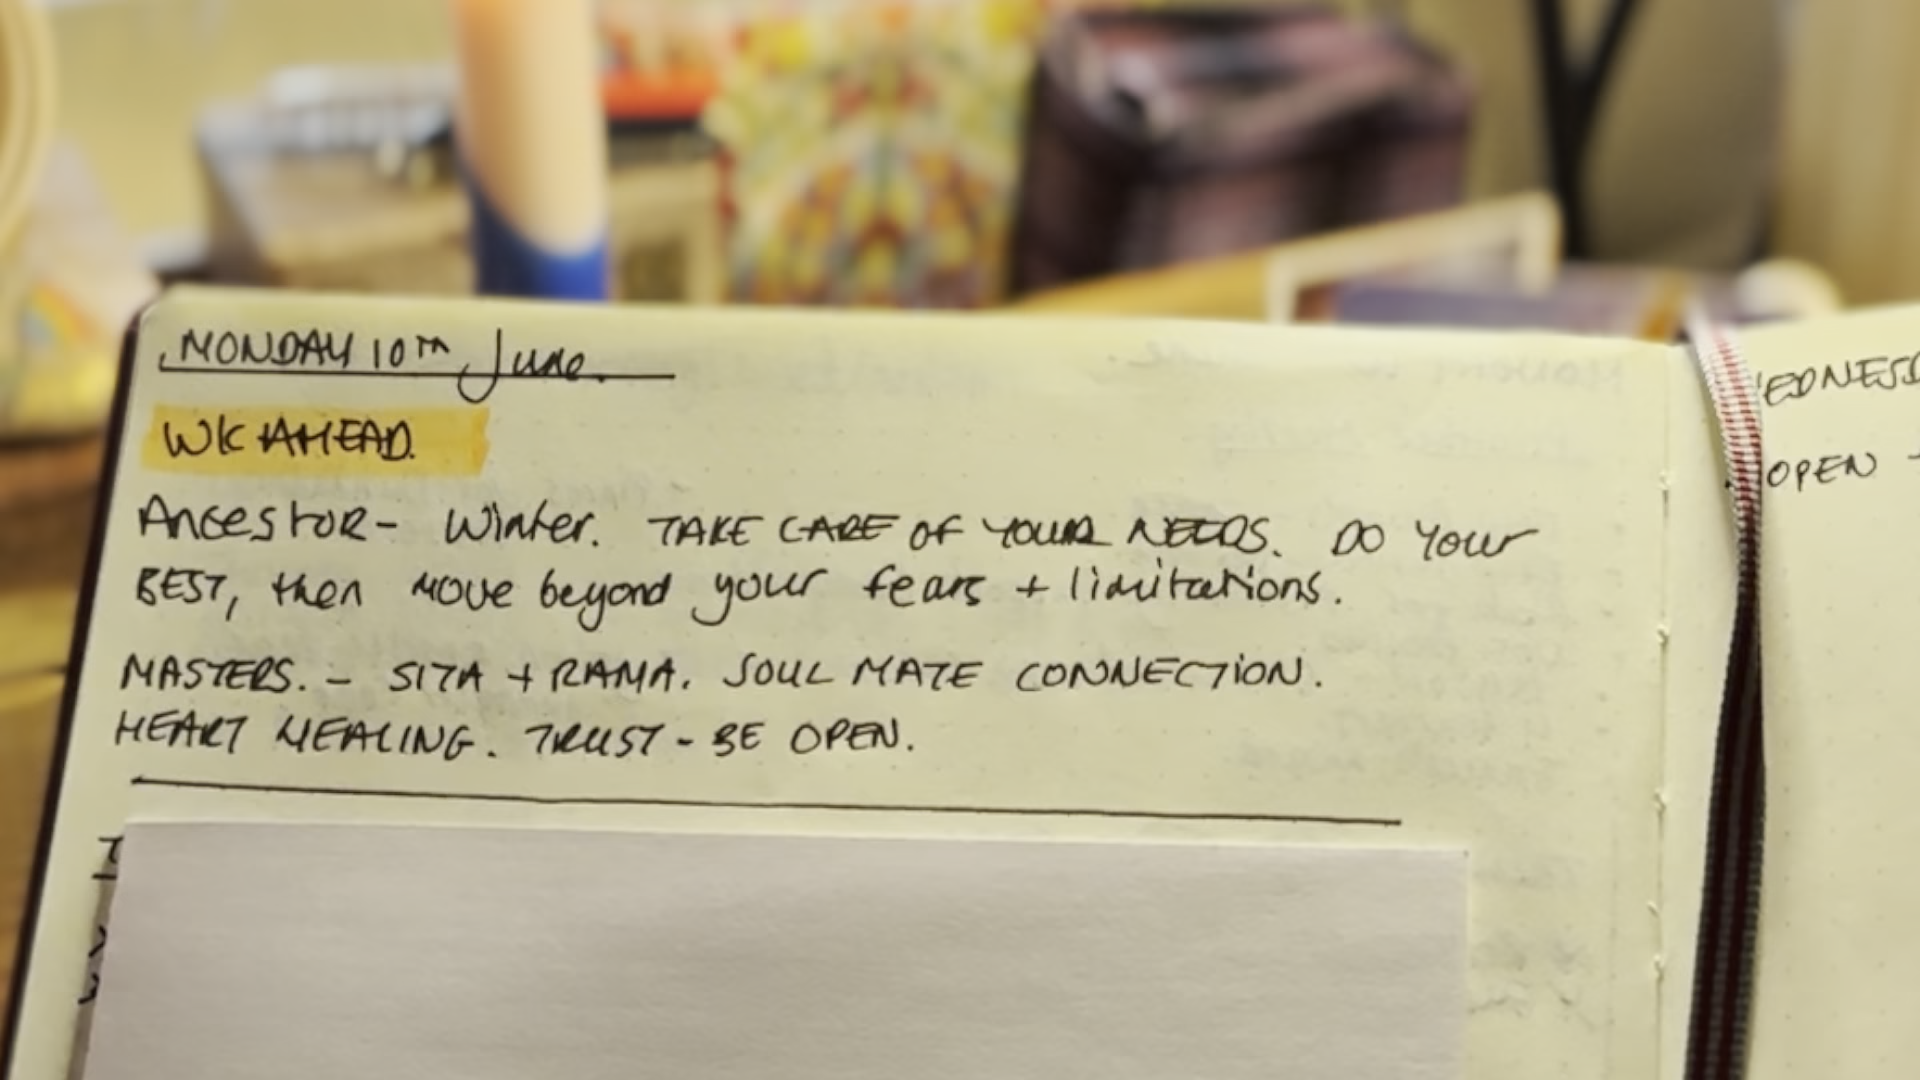 MONDAY 10TH June.
WK AHEAD.
Ancestor - Winter. TAKE CARE OF YOUR NEEDS. DO Your
BEST, then move beyond your fears + limitations.
MASTERS. - SITA + RAMA. SOUL MATE CONNECTION.
HEART HEALING. TRUST - BE OPEN.
OPEN